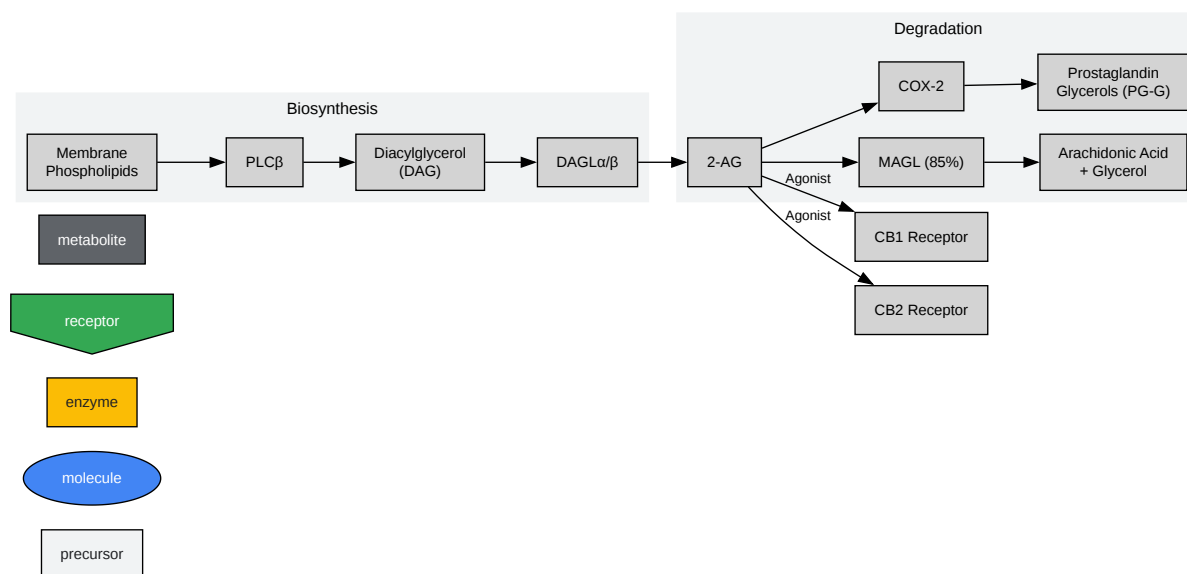 Degradation
COX-2
Prostaglandin
Glycerols (PG-G)
Biosynthesis
Membrane
Phospholipids
PLCβ
Diacylglycerol
(DAG)
DAGLα/β
2-AG
MAGL (85%)
Arachidonic Acid
+ Glycerol
Agonist
Agonist
CB1 Receptor
CB2 Receptor
metabolite
receptor
enzyme
molecule
precursor